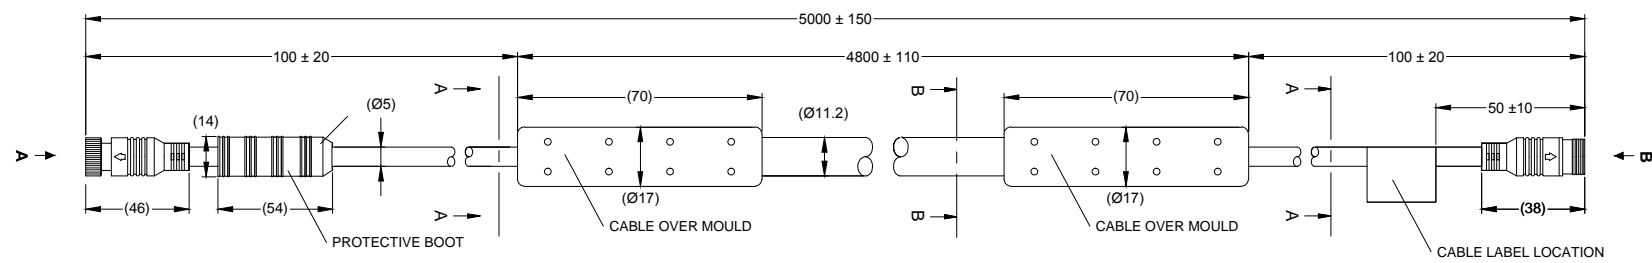 5000 ± 150
100 ± 20
4800 ± 110
100 ± 20
A
B
A
(70)
(70)
50 ±10
(Ø5)
(Ø11.2)
(14)
A
B
(Ø17)
(Ø17)
(46)
(54)
(38)
A
B
A
CABLE OVER MOULD
CABLE OVER MOULD
PROTECTIVE BOOT
CABLE LABEL LOCATION